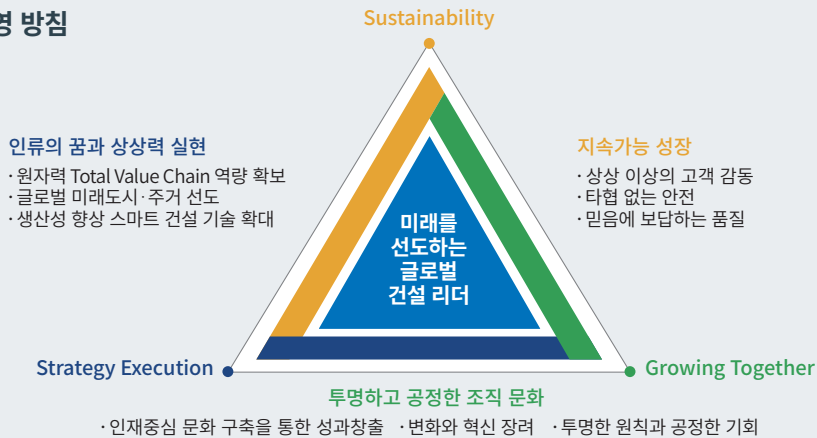 방침
Sustainability
인류의 꿈과 상상력 실현
· 원자력 Total Value Chain 역량 확보
· 글로벌 미래도시·주거 선도
· 생산성 향상 스마트 건설 기술 확대
지속가능 성장
· 상상 이상의 고객 감동
· 타협 없는 안전
· 믿음에 보답하는 품질
미래를
선도하는
글로벌
건설 리더
Strategy Execution
Growing Together
투명하고 공정한 조직 문화
· 인재중심 문화 구축을 통한 성과창출 · 변화와 혁신 장려 · 투명한 원칙과 공정한 기회